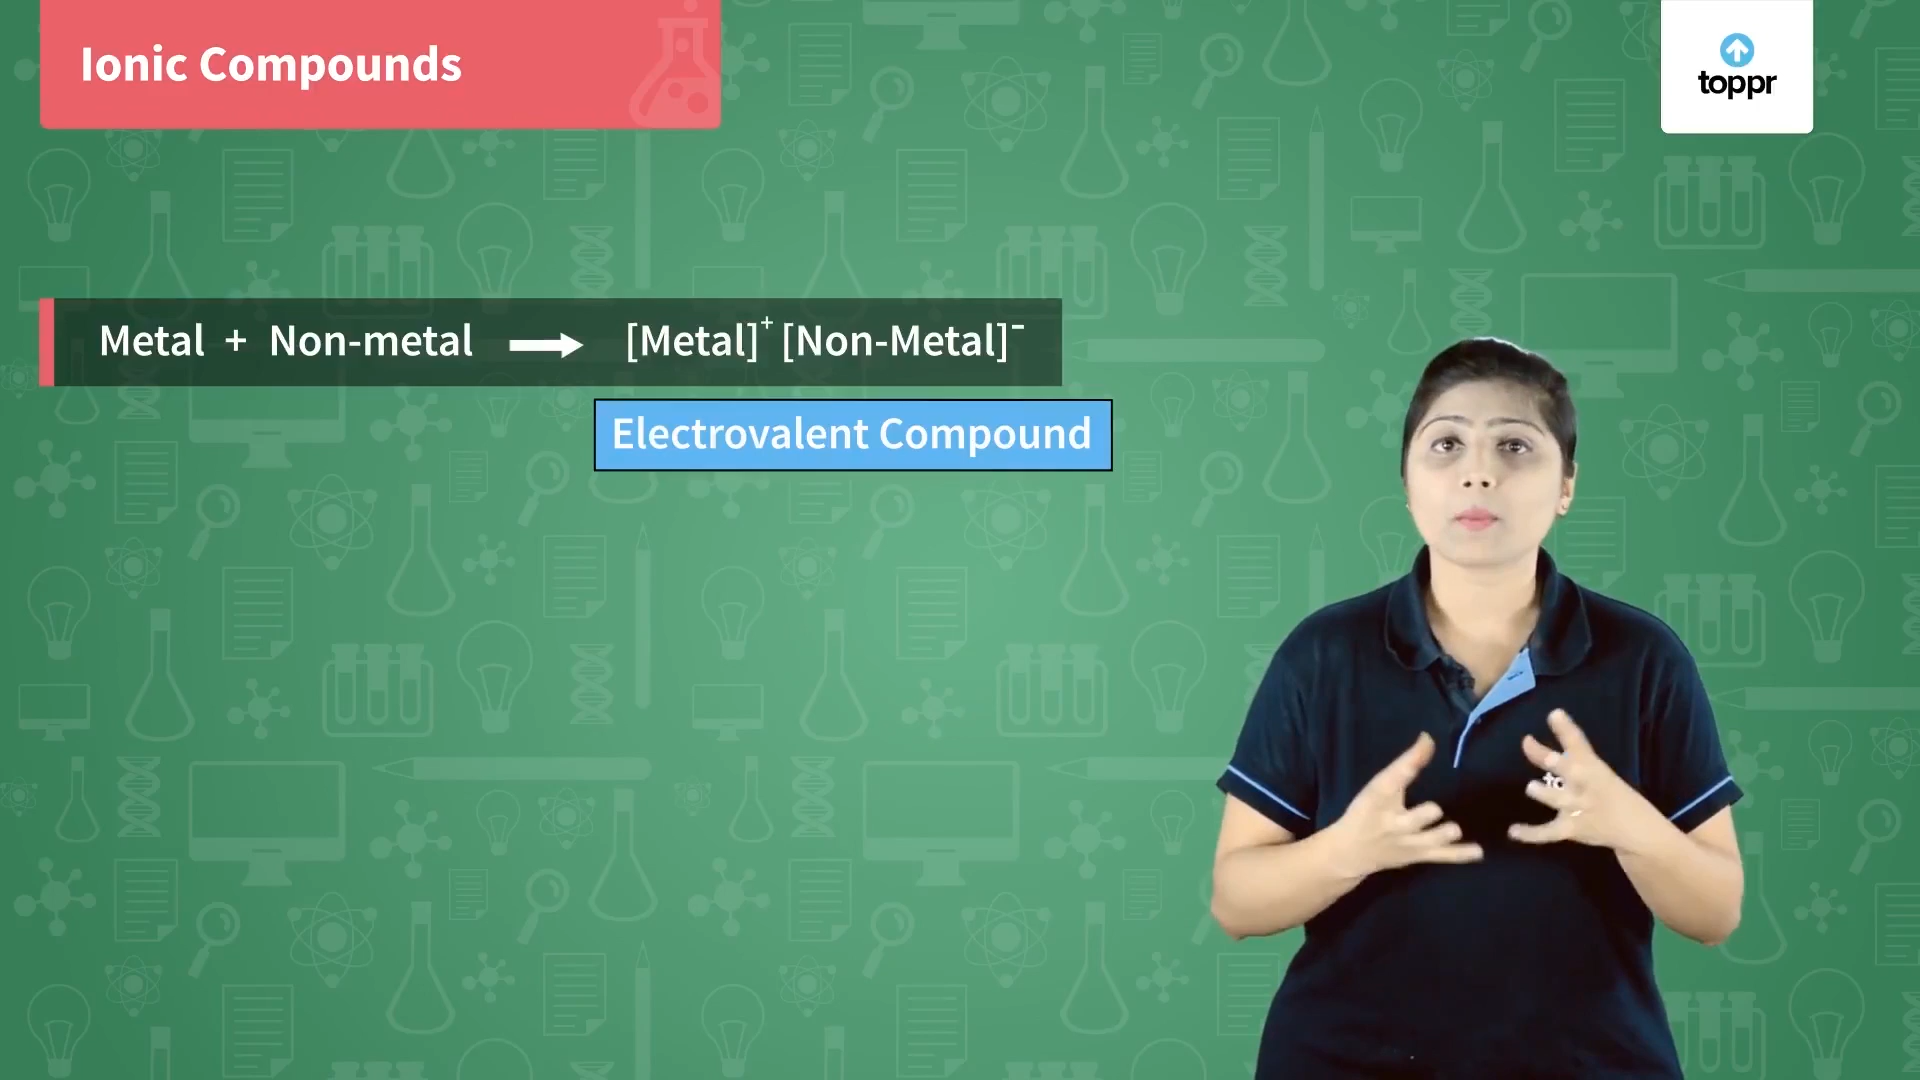 Ionic Compounds
toppr
Metal + Non-metal ⟶ [Metal]⁺ [Non-Metal]⁻
Electrovalent Compound